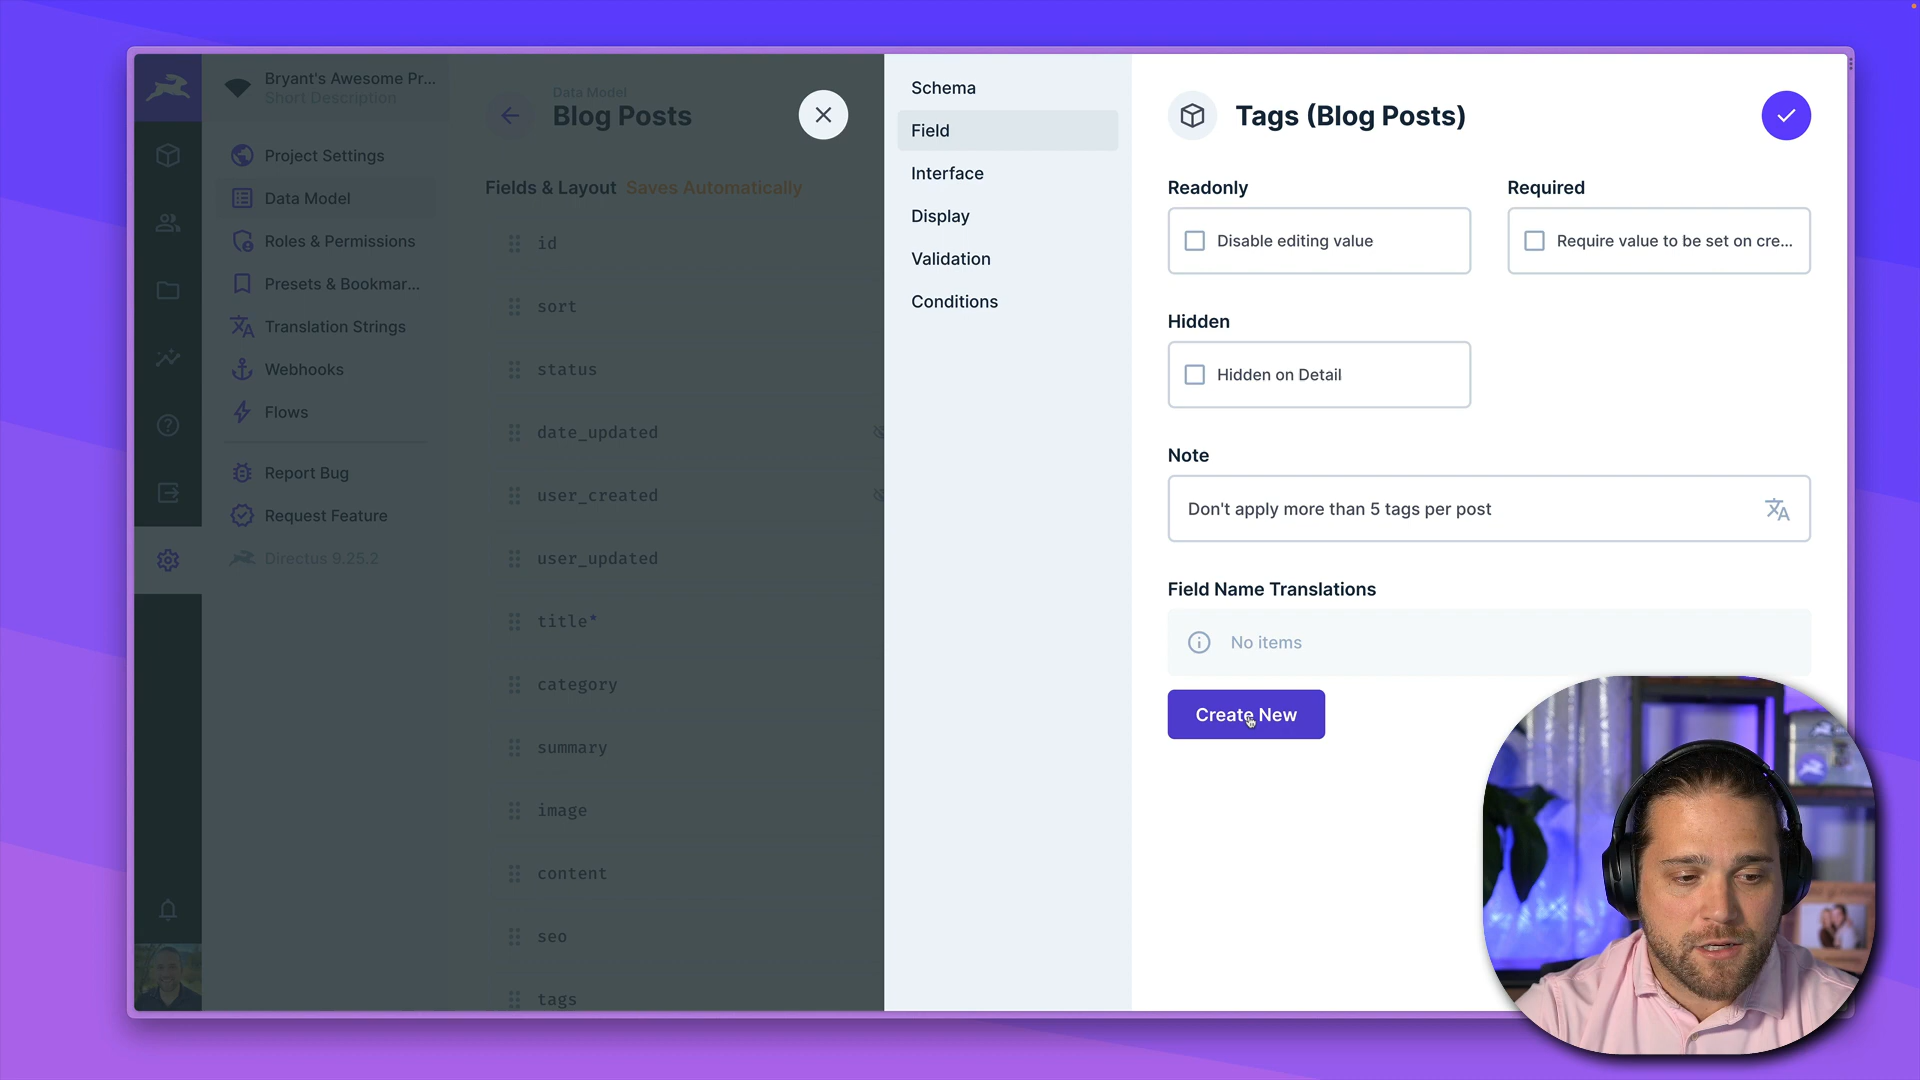 Bryant's Awesome Pr...
Short Description
Project Settings
Data Model
Roles & Permissions
Presets & Bookmar...
Translation Strings
Webhooks
Flows
Report Bug
Request Feature
Directus 9.25.2
Data Model
Blog Posts
Fields & Layout Saves Automatically
id
sort
status
date_updated
user_created
user_updated
title*
category
summary
image
content
seo
tags
Schema
Field
Interface
Display
Validation
Conditions
Tags (Blog Posts)
Readonly
Disable editing value
Required
Require value to be set on cre...
Hidden
Hidden on Detail
Note
Don't apply more than 5 tags per post
Field Name Translations
No items
Create New